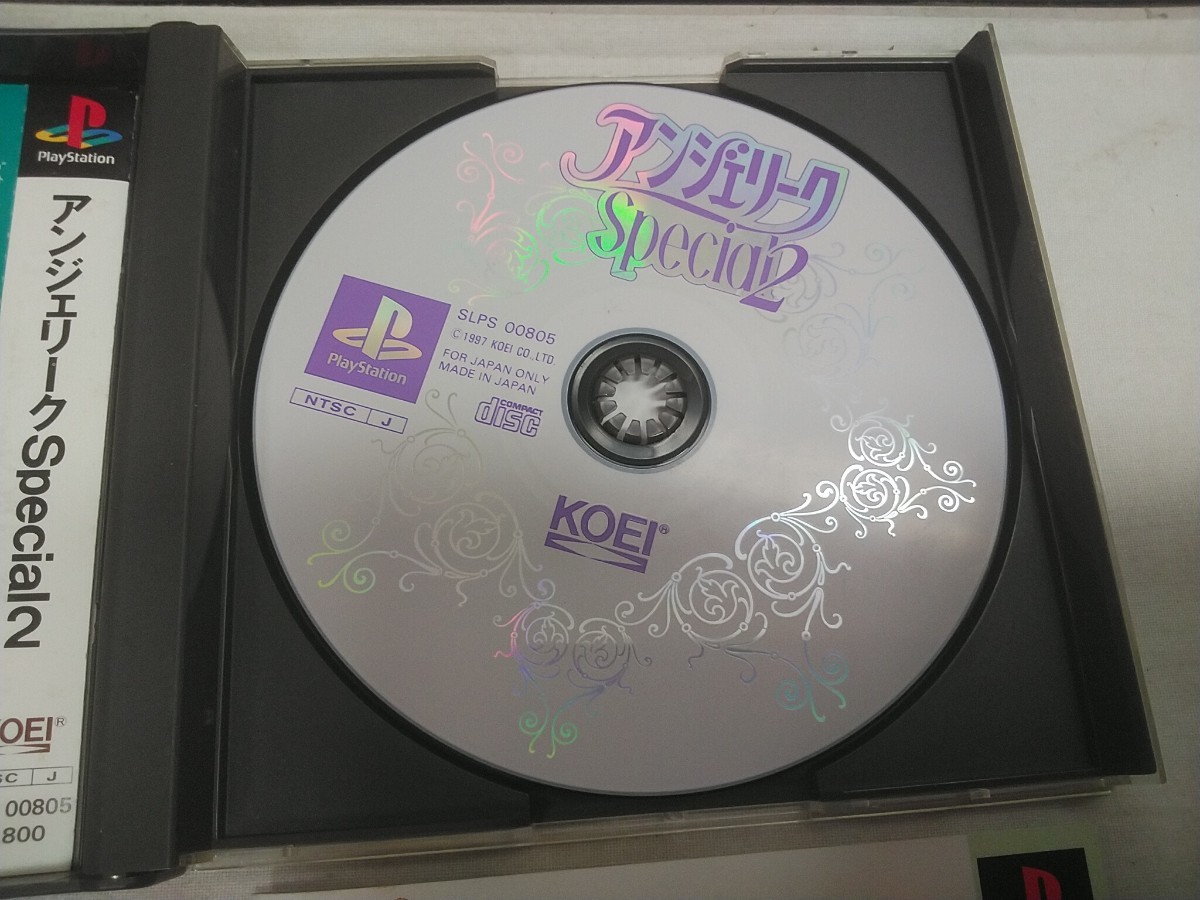 PlayStation
アンジェリークSpecial2
KOEI®
SC J
00805
800
アンジェリーク
Special2
PlayStation
NTSC J
SLPS 00805
©1997 KOEI CO.,LTD.
FOR JAPAN ONLY
MADE IN JAPAN
COMPACT
disc
KOEI®